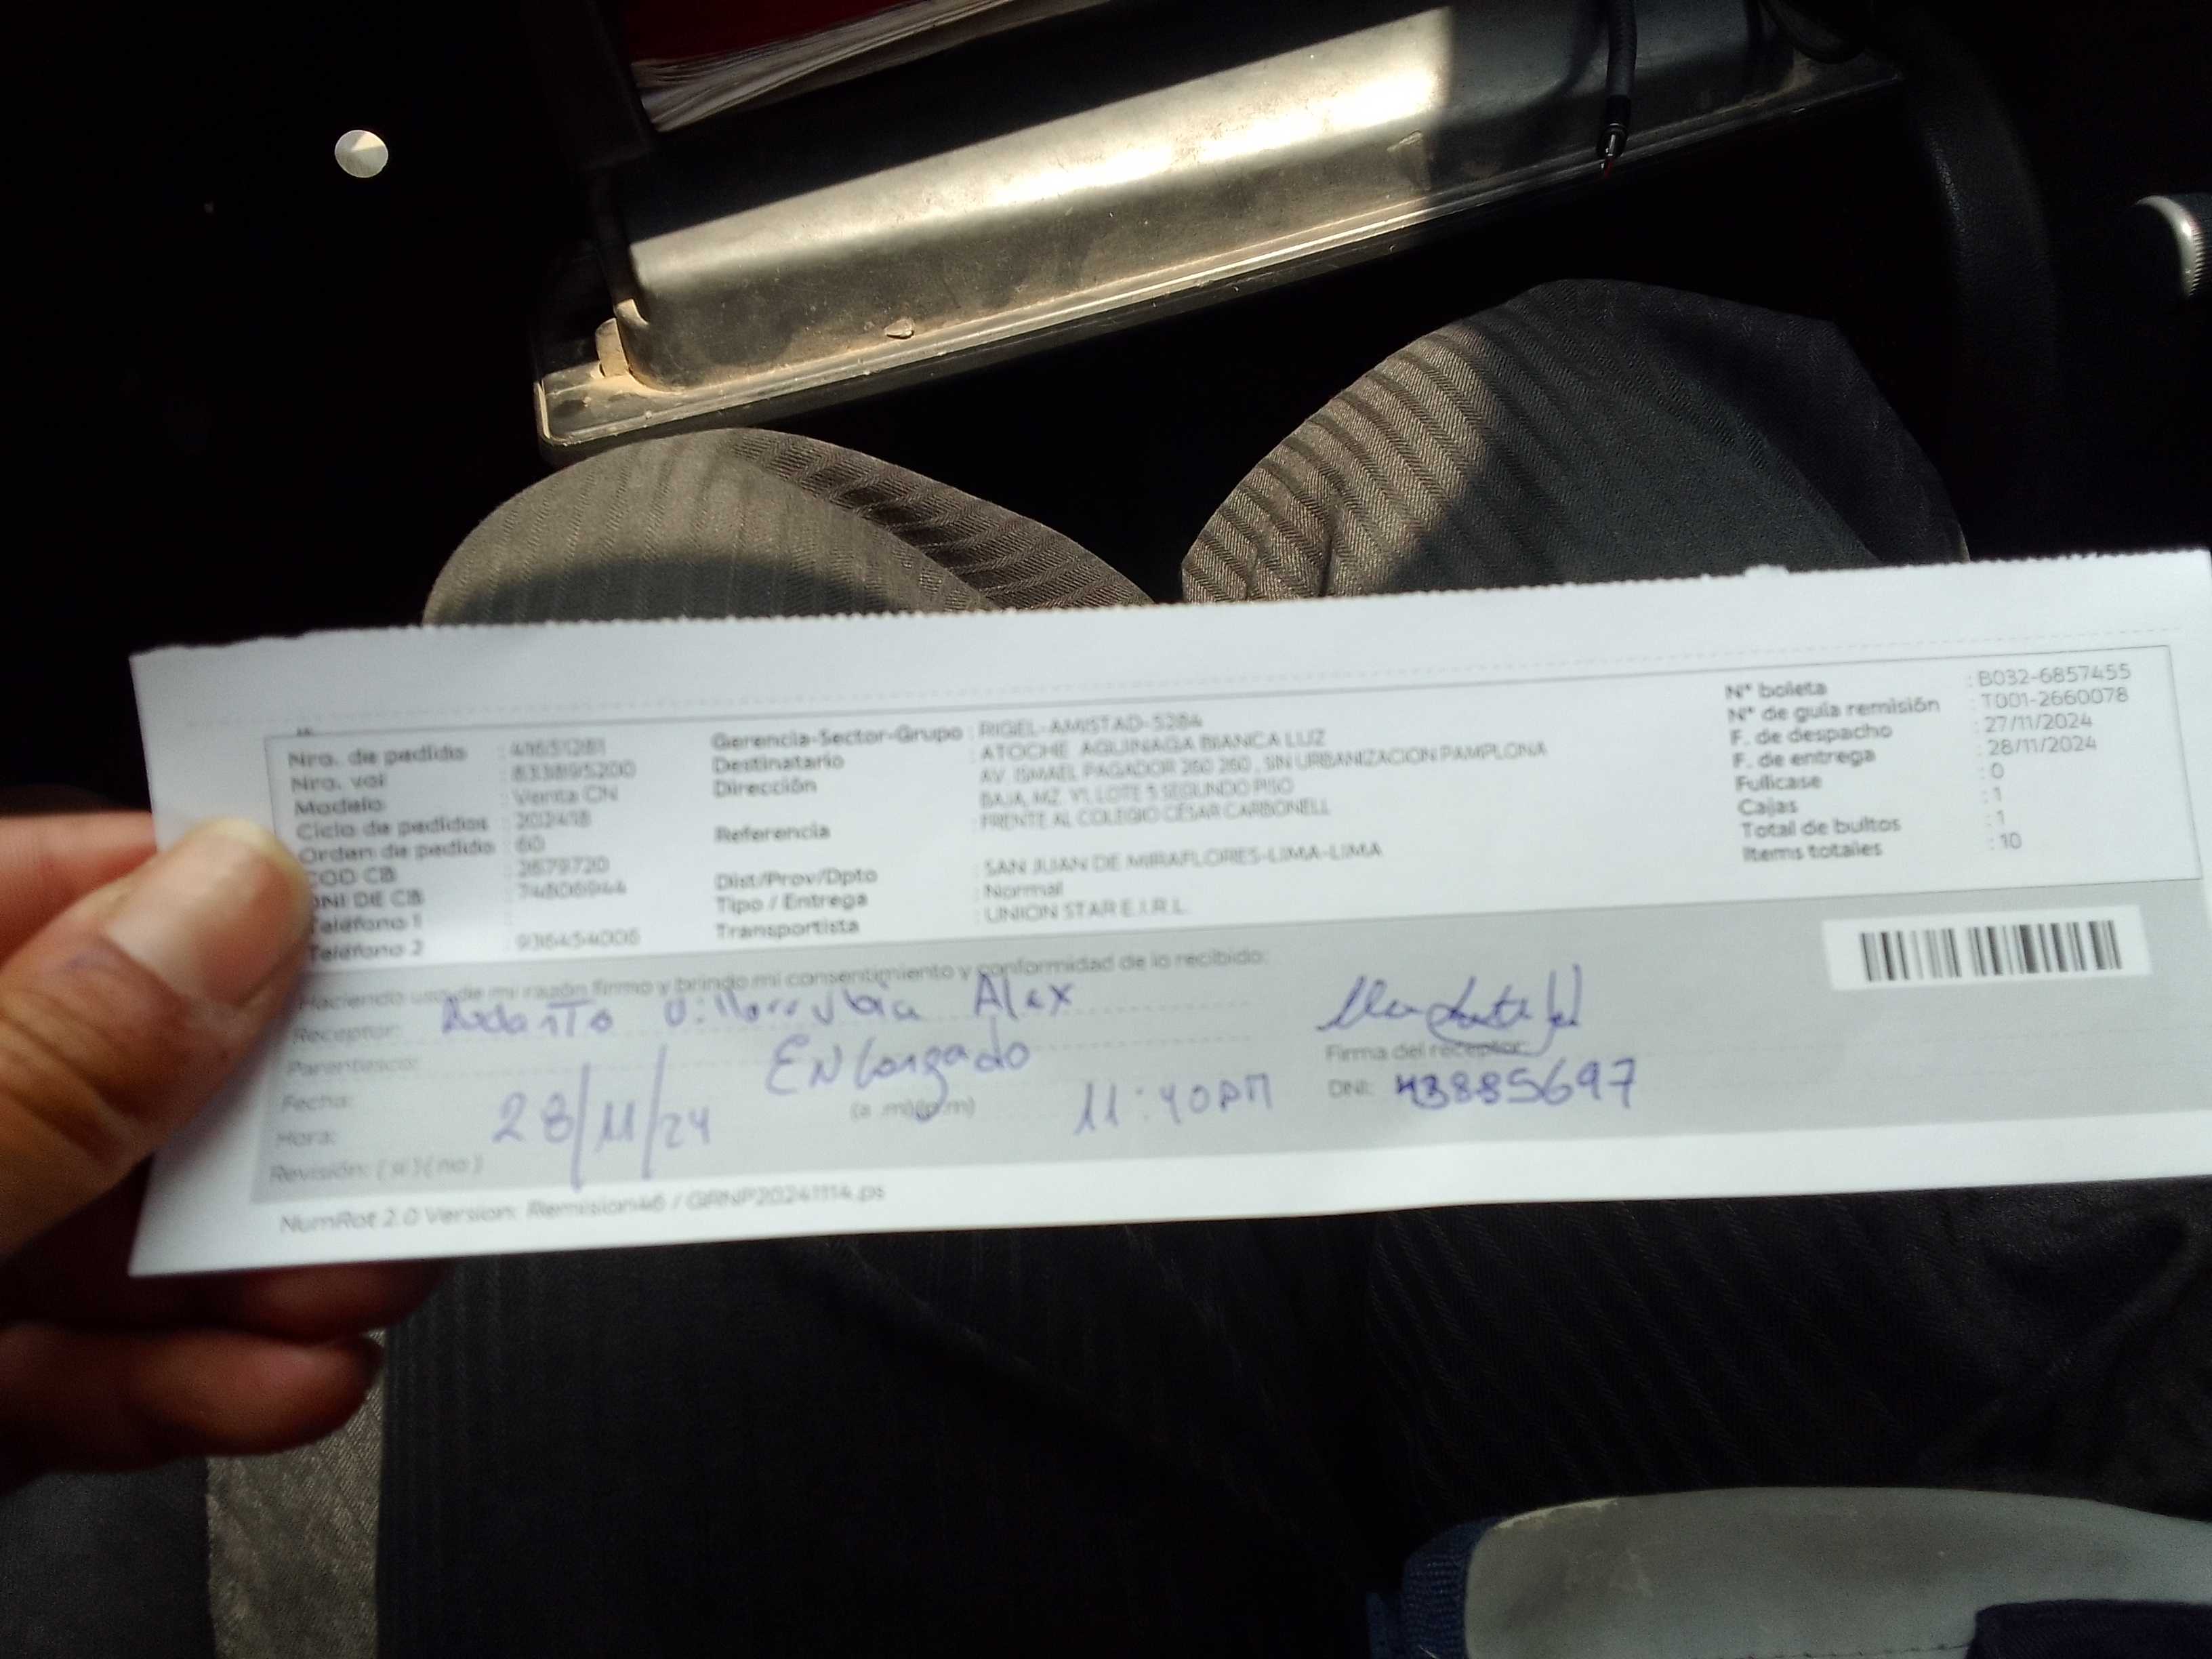 Nro. de pedido : 41651281
Nro. val : 833895200
Modelo : Venta CN
Ciclo de pedidos : 202418
Orden de pedido : 60
COD CB : 2679720
DNI DE CB : 74806944
Teléfono 1 :
Teléfono 2 : 936454006
Gerencia-Sector-Grupo : RIGEL-AMISTAD-5284
Destinatario : ATOCHE AGUINAGA BIANCA LUZ
Dirección : AV. ISMAEL PAGADOR 260 260 , SIN URBANIZACION PAMPLONA
BAJA, MZ. Y1, LOTE 5 SEGUNDO PISO
Referencia : FRENTE AL COLEGIO CÉSAR CARBONELL
Dist/Prov/Dpto : SAN JUAN DE MIRAFLORES-LIMA-LIMA
Tipo / Entrega : Normal
Transportista : UNION STAR E.I.R.L.
N° boleta : B032-6857455
N° de guía remisión : T001-2660078
F. de despacho : 27/11/2024
F. de entrega : 28/11/2024
Fullcase : 0
Cajas : 1
Total de bultos : 1
Items totales : 10
Haciendo uso de mi razón firmo y brindo mi consentimiento y conformidad de lo recibido:
Receptor: Villarrubia Alex
Parentesco: ENCargado
Fecha: 28/11/24
Hora: (a .m)(p.m) 11:40PM
Revisión: ( si ) ( no )
Firma del receptor:
DNI: 43885697
NumRot 2.0 Version: Remision46 / GRNP20241114.ps